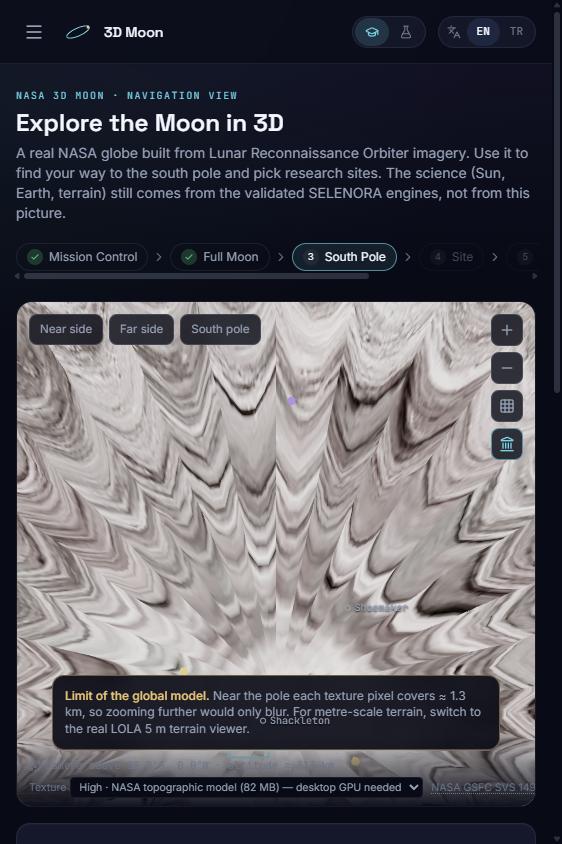 3D Moon
EN TR
NASA 3D MOON · NAVIGATION VIEW
Explore the Moon in 3D
A real NASA globe built from Lunar Reconnaissance Orbiter imagery. Use it to
find your way to the south pole and pick research sites. The science (Sun,
Earth, terrain) still comes from the validated SELENORA engines, not from this
picture.
Mission Control
Full Moon
3 South Pole
4 Site
5
Near side
Far side
South pole
Shoemaker
Limit of the global model. Near the pole each texture pixel covers ≈ 1.3
km, so zooming further would only blur. For metre-scale terrain, switch to
the real LOLA 5 m terrain viewer.
Shackleton
Texture High · NASA topographic model (82 MB) — desktop GPU needed NASA GSFC SVS 149